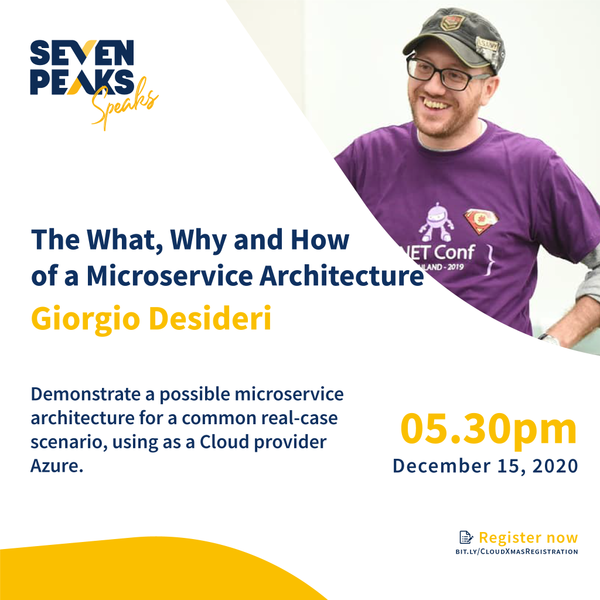 SEVEN
PEAKS
Speaks
The What, Why and How
of a Microservice Architecture
Giorgio Desideri
Demonstrate a possible microservice
architecture for a common real-case
scenario, using as a Cloud provider
Azure.
NET Conf
LAND - 2019
05.30pm
December 15, 2020
Register now
BIT.LY/CLOUDXMASREGISTRATION